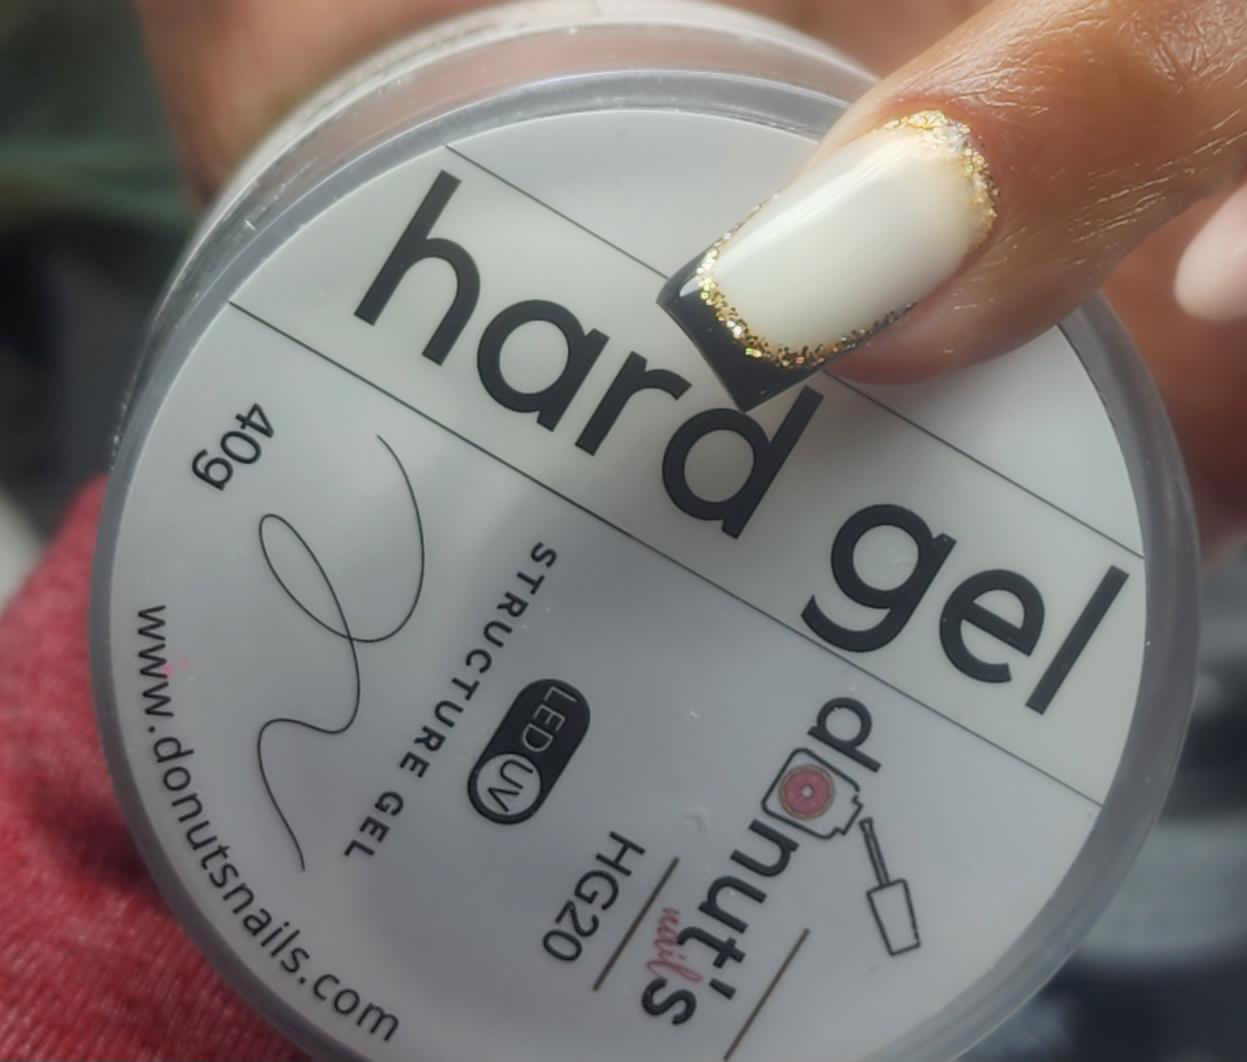 hard gel
donut's
nails
HG20
LED UV
STRUCTURE GEL
40g
www.donutsnails.com